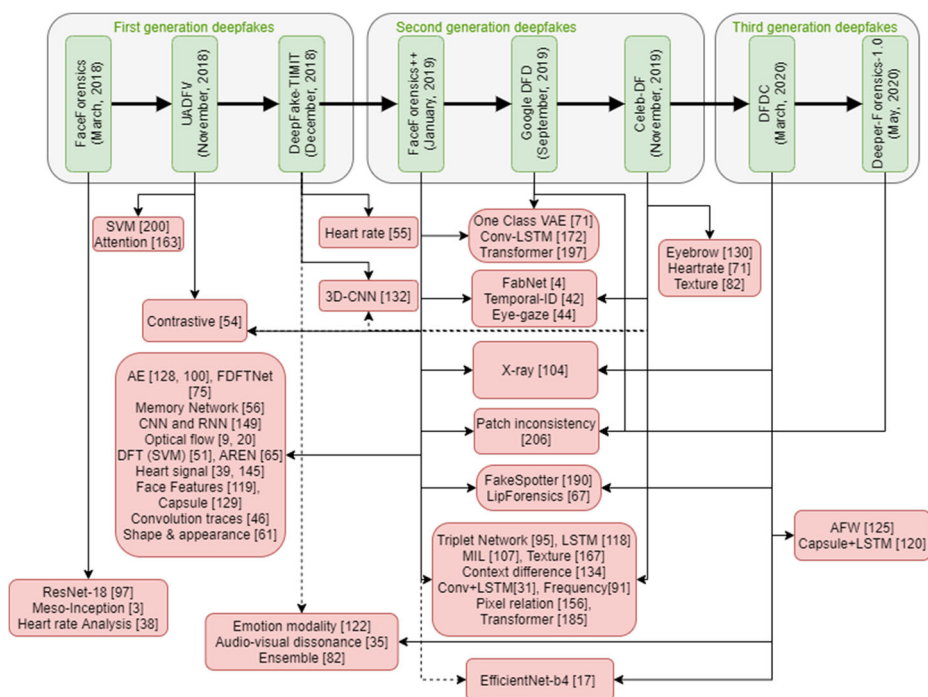 First generation deepfakes
Second generation deepfakes
Third generation deepfakes
FaceForensics
(March, 2018)
UADFV
(November, 2018)
DeepFake-TIMIT
(December, 2018)
FaceForensics++
(January, 2019)
Google DFD
(September, 2019)
Celeb-DF
(November, 2019)
DFDC
(March, 2020)
Deeper-Forensics-1.0
(May, 2020)
SVM [200]
Attention [163]
Heart rate [55]
One Class VAE [71]
Conv-LSTM [172]
Transformer [197]
Eyebrow [130]
Heartrate [71]
Texture [82]
3D-CNN [132]
FabNet [4]
Temporal-ID [42]
Eye-gaze [44]
Contrastive [54]
X-ray [104]
AE [128, 100], FDFTNet
[75]
Memory Network [56]
CNN and RNN [149]
Optical flow [9, 20]
DFT (SVM) [51], AREN [65]
Heart signal [39, 145]
Face Features [119],
Capsule [129]
Convolution traces [46]
Shape & appearance [61]
Patch inconsistency
[206]
FakeSpotter [190]
LipForensics [67]
Triplet Network [95], LSTM [118]
MIL [107], Texture [167]
Context difference [134]
Conv+LSTM[31], Frequency[91]
Pixel relation [156],
Transformer [185]
AFW [125]
Capsule+LSTM [120]
ResNet-18 [97]
Meso-Inception [3]
Heart rate Analysis [38]
Emotion modality [122]
Audio-visual dissonance [35]
Ensemble [82]
EfficientNet-b4 [17]